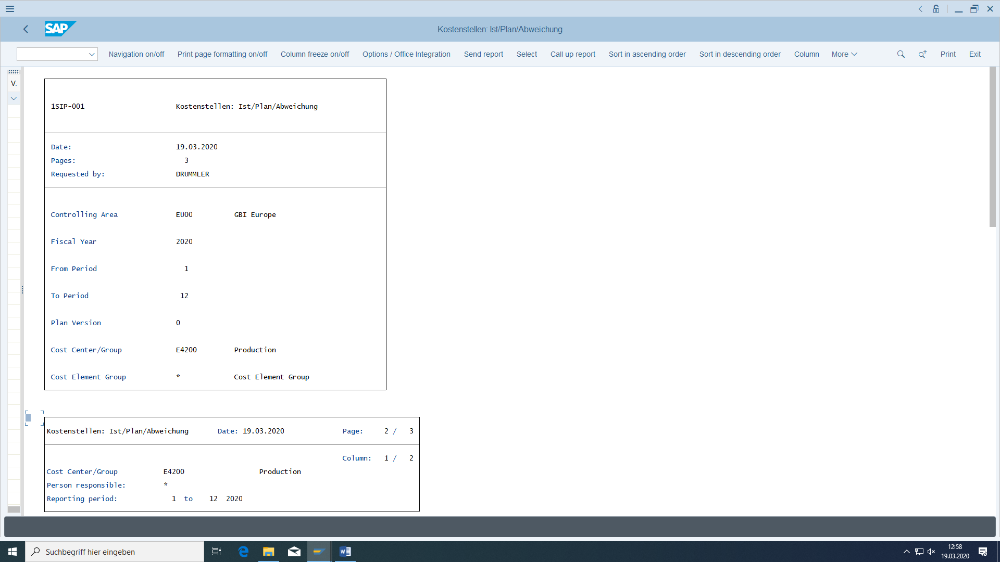 SAP
Kostenstellen: Ist/Plan/Abweichung
Navigation on/off Print page formatting on/off Column freeze on/off Options / Office Integration Send report Select Call up report Sort in ascending order Sort in descending order Column More Print Exit
V.
1SIP-001 Kostenstellen: Ist/Plan/Abweichung
Date: 19.03.2020
Pages: 3
Requested by: DRUMMLER
Controlling Area EU00 GBI Europe
Fiscal Year 2020
From Period 1
To Period 12
Plan Version 0
Cost Center/Group E4200 Production
Cost Element Group * Cost Element Group
Kostenstellen: Ist/Plan/Abweichung Date: 19.03.2020 Page: 2 / 3
Column: 1 / 2
Cost Center/Group E4200 Production
Person responsible: *
Reporting period: 1 to 12 2020
Suchbegriff hier eingeben
12:58
19.03.2020